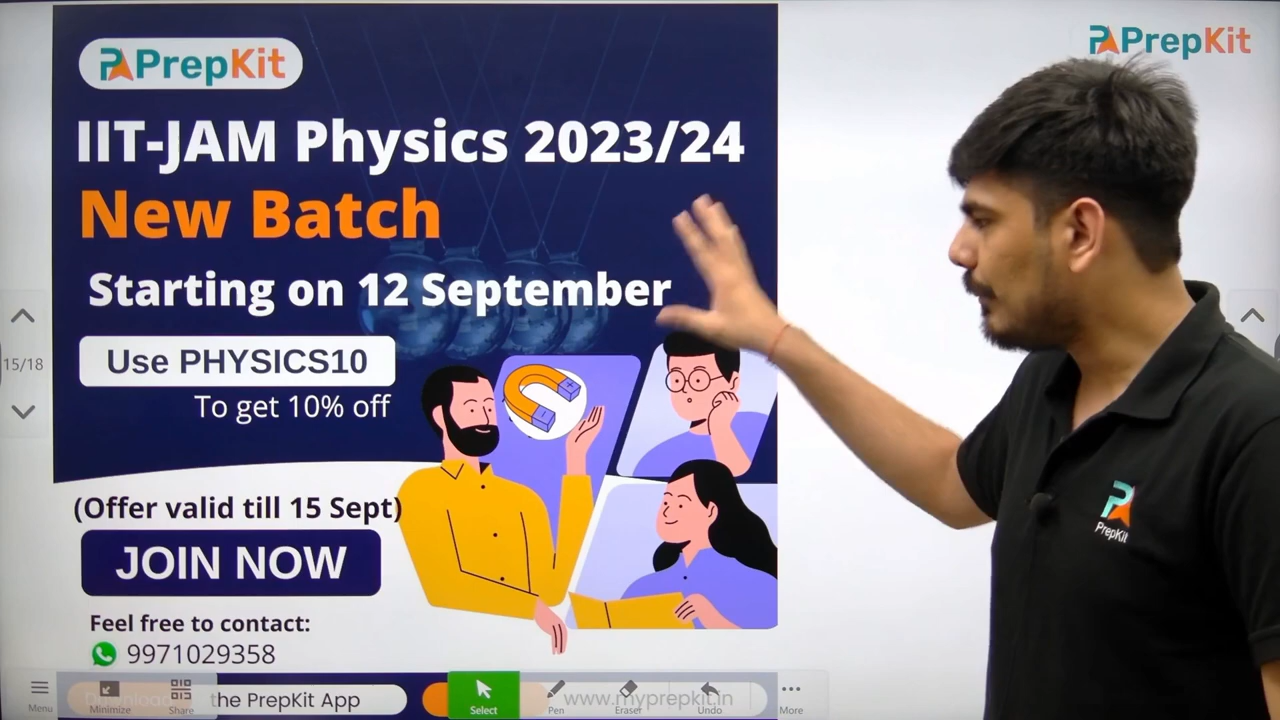 PrepKit
PrepKit
IIT-JAM Physics 2023/24
New Batch
Starting on 12 September
Use PHYSICS10
To get 10% off
15/18
(Offer valid till 15 Sept)
JOIN NOW
PrepKit
Feel free to contact:
9971029358
Download the PrepKit App
www.myprepkit.in
Menu
Minimize
Share
Select
Pen
Eraser
Undo
More